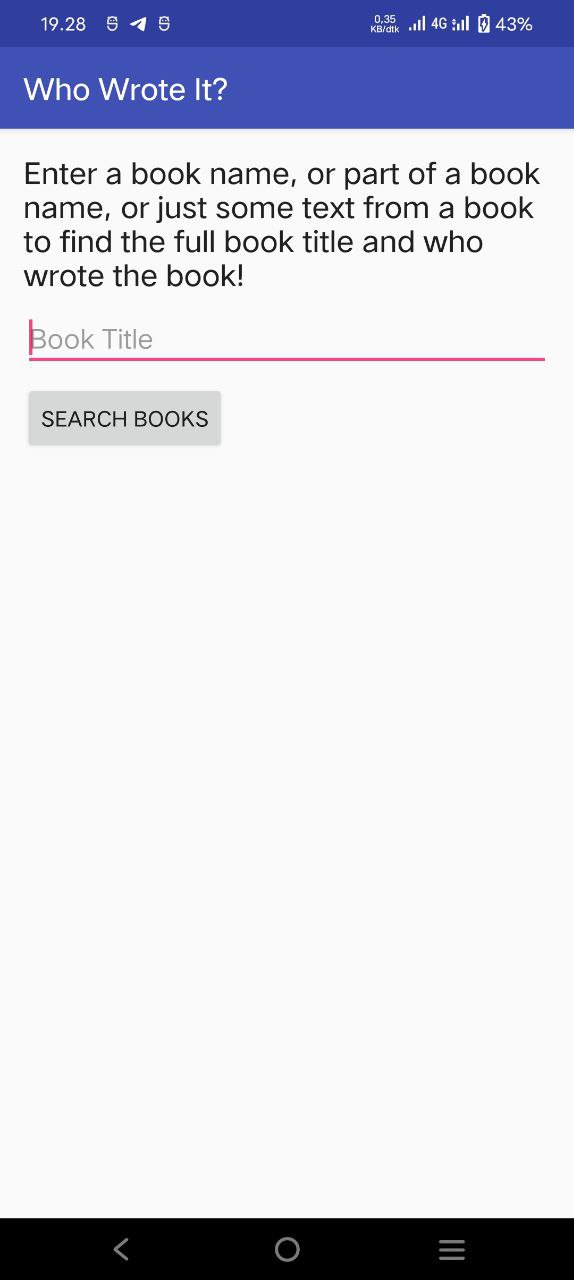 19.28
0,35
KB/dtk
4G
43%
Who Wrote It?
Enter a book name, or part of a book
name, or just some text from a book
to find the full book title and who
wrote the book!
Book Title
SEARCH BOOKS